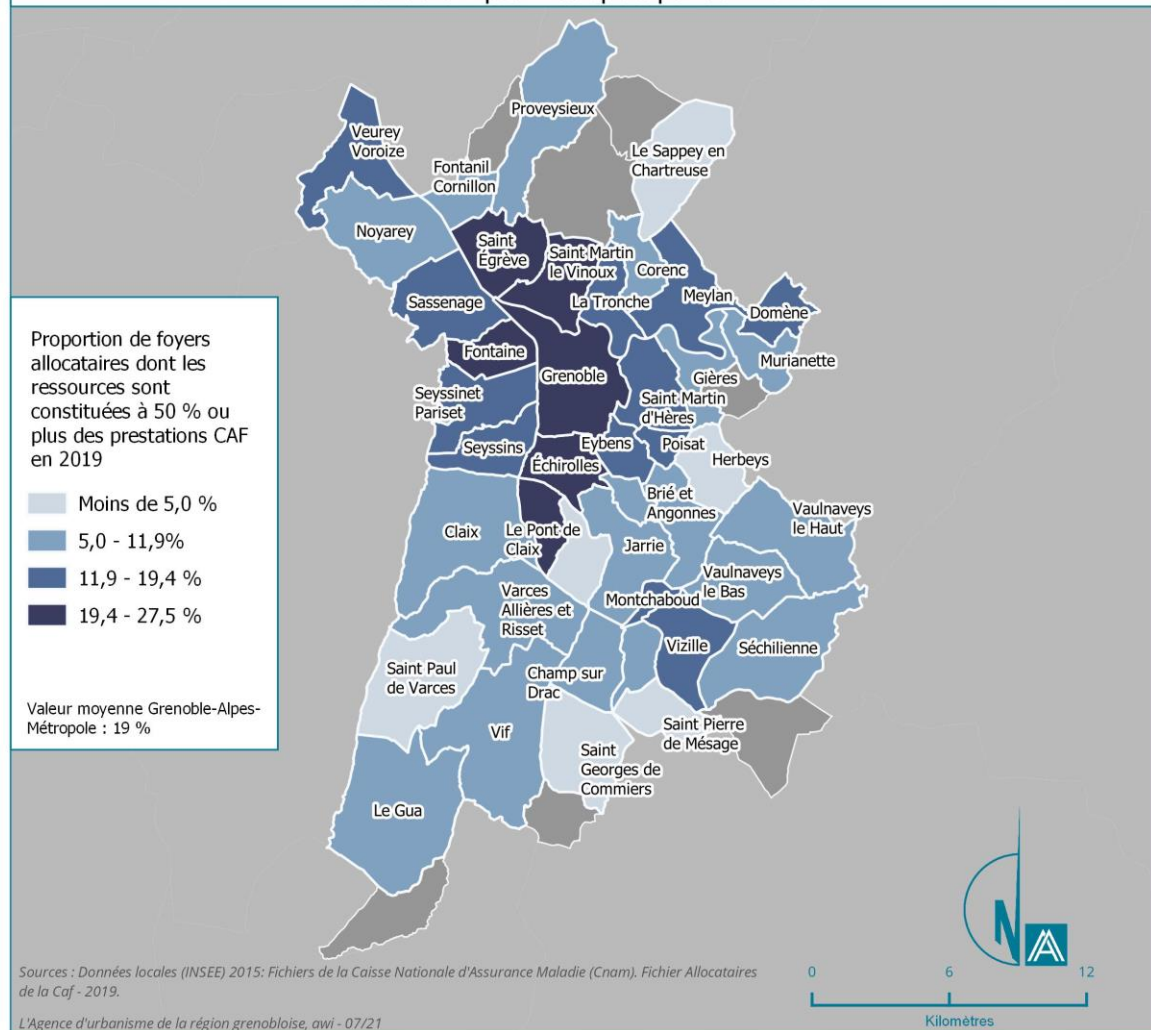 Proveysieux
Veurey
Voroize
Le Sappey en
Chartreuse
Fontanil
Cornillon
Noyarey
Saint
Égrève
Saint Martin
le Vinoux
Corenc
Sassenage
La Tronche
Meylan
Domène
Fontaine
Murianette
Grenoble
Gières
Seyssinet
Pariset
Saint Martin
d'Hères
Seyssins
Eybens
Poisat
Herbeys
Échirolles
Brié et
Angonnes
Vaulnaveys
le Haut
Claix
Le Pont de
Claix
Jarrie
Vaulnaveys
le Bas
Varces
Allières et
Risset
Montchaboud
Vizille
Séchilienne
Saint Paul
de Varces
Champ sur
Drac
Vif
Saint Pierre
de Mésage
Saint
Georges de
Commiers
Le Gua
Proportion de foyers
allocataires dont les
ressources sont
constituées à 50 % ou
plus des prestations CAF
en 2019
Moins de 5,0 %
5,0 - 11,9%
11,9 - 19,4 %
19,4 - 27,5 %
Valeur moyenne Grenoble-Alpes-
Métropole : 19 %
N
Sources : Données locales (INSEE) 2015: Fichiers de la Caisse Nationale d'Assurance Maladie (Cnam). Fichier Allocataires
de la Caf - 2019.
L'Agence d'urbanisme de la région grenobloise, awi - 07/21
0 6 12
Kilomètres